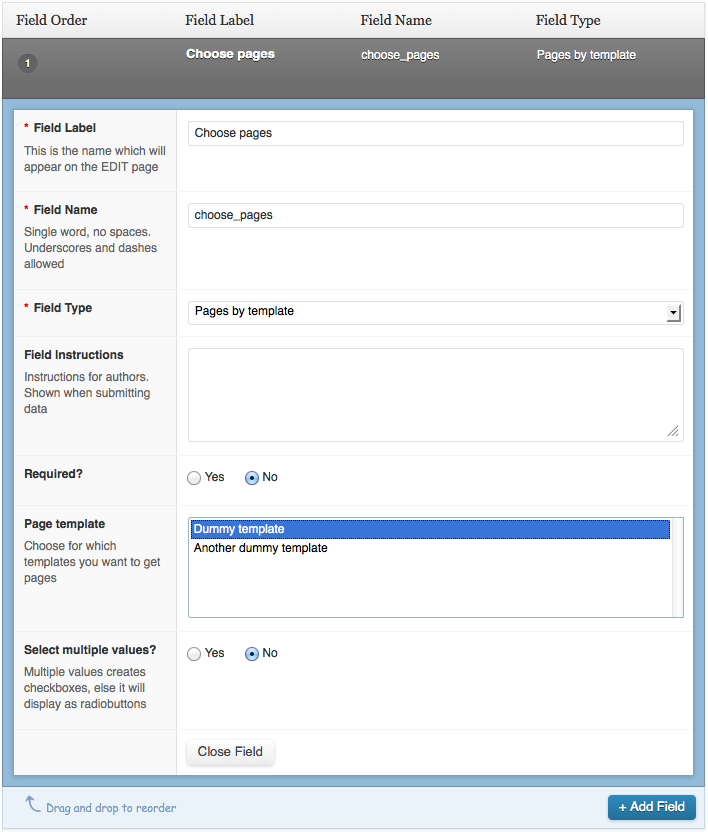 Field Order Field Label Field Name Field Type
1 Choose pages choose_pages Pages by template
* Field Label
This is the name which will
appear on the EDIT page
Choose pages
* Field Name
Single word, no spaces.
Underscores and dashes
allowed
choose_pages
* Field Type
Pages by template
Field Instructions
Instructions for authors.
Shown when submitting
data
Required?
Yes No
Page template
Choose for which
templates you want to get
pages
Dummy template
Another dummy template
Select multiple values?
Multiple values creates
checkboxes, else it will
display as radiobuttons
Yes No
Close Field
Drag and drop to reorder
+ Add Field